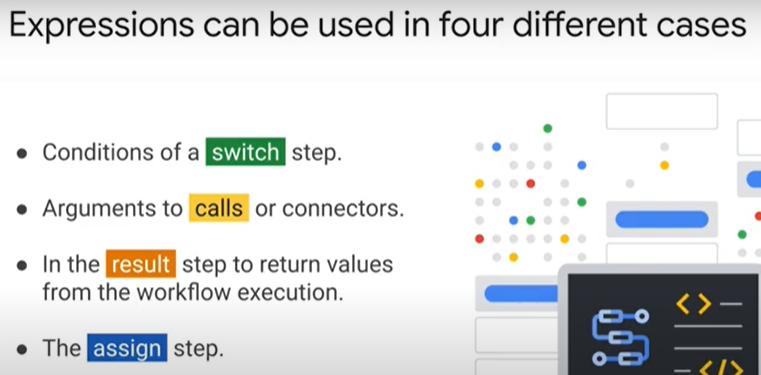 Expressions can be used in four different cases
• Conditions of a switch step.
• Arguments to calls or connectors.
• In the result step to return values
from the workflow execution.
• The assign step.